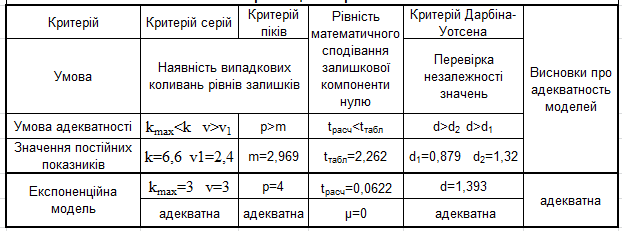 Критерій
Критерій серій
Критерій
піків
Рівність
математичного
сподівання
залишкової
компоненти
нулю
Критерій Дарбіна-
Уотсена
Висновки про
адекватность
моделей
Умова
Наявність випадкових
коливань рівнів залишків
Перевірка
незалежності
значень
Умова адекватності
kmax<k v>v1
p>m
tрасч<tтабл
d>d2 d>d1
Значення постійних
показників
k=6,6 v1=2,4
m=2,969
tтабл=2,262
d1=0,879 d2=1,32
Експоненційна
модель
kmax=3 v=3
p=4
tрасч=0,0622
d=1,393
адекватна
адекватна
адекватна
μ=0
адекватна